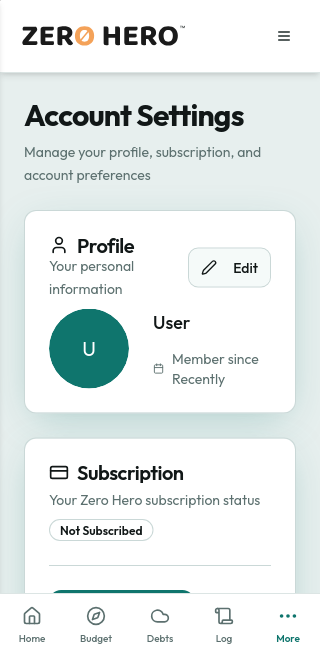 ZERO HERO™
Account Settings
Manage your profile, subscription, and
account preferences
Profile
Your personal
information
Edit
U
User
Member since
Recently
Subscription
Your Zero Hero subscription status
Not Subscribed
Home
Budget
Debts
Log
More